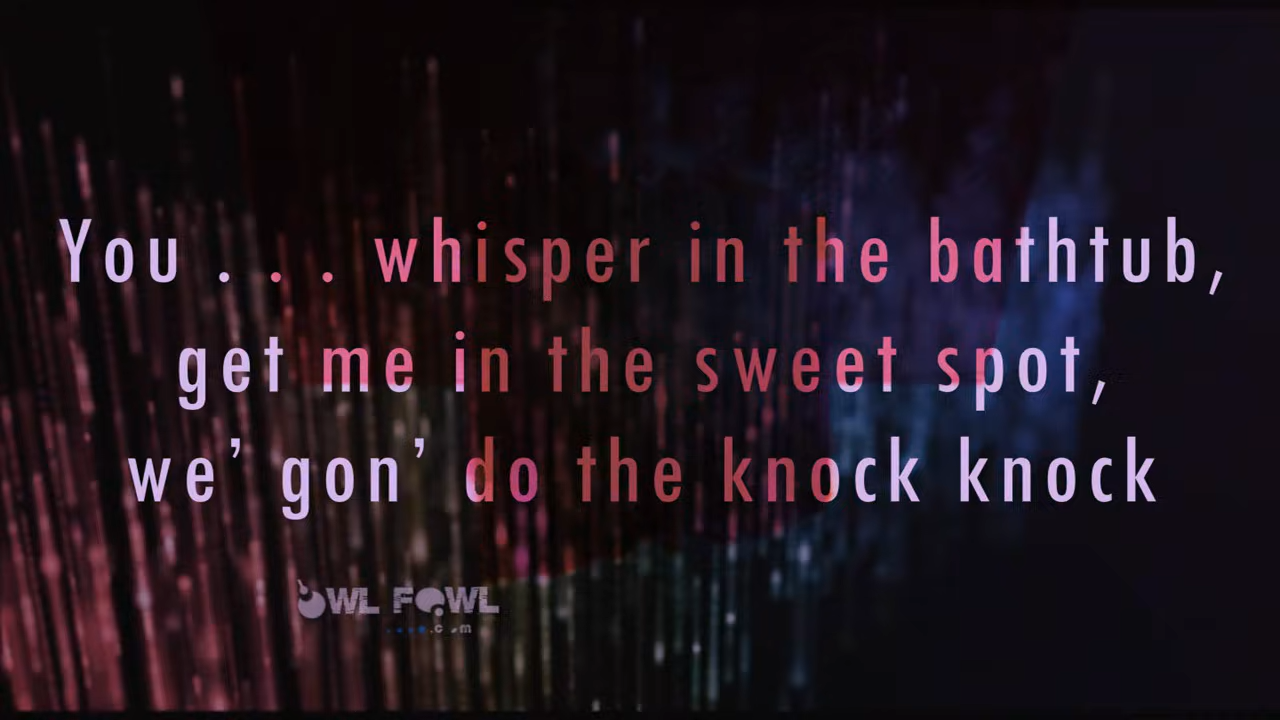 You . . . whisper in the bathtub,
get me in the sweet spot,
we’ gon’ do the knock knock
OWL FOWL